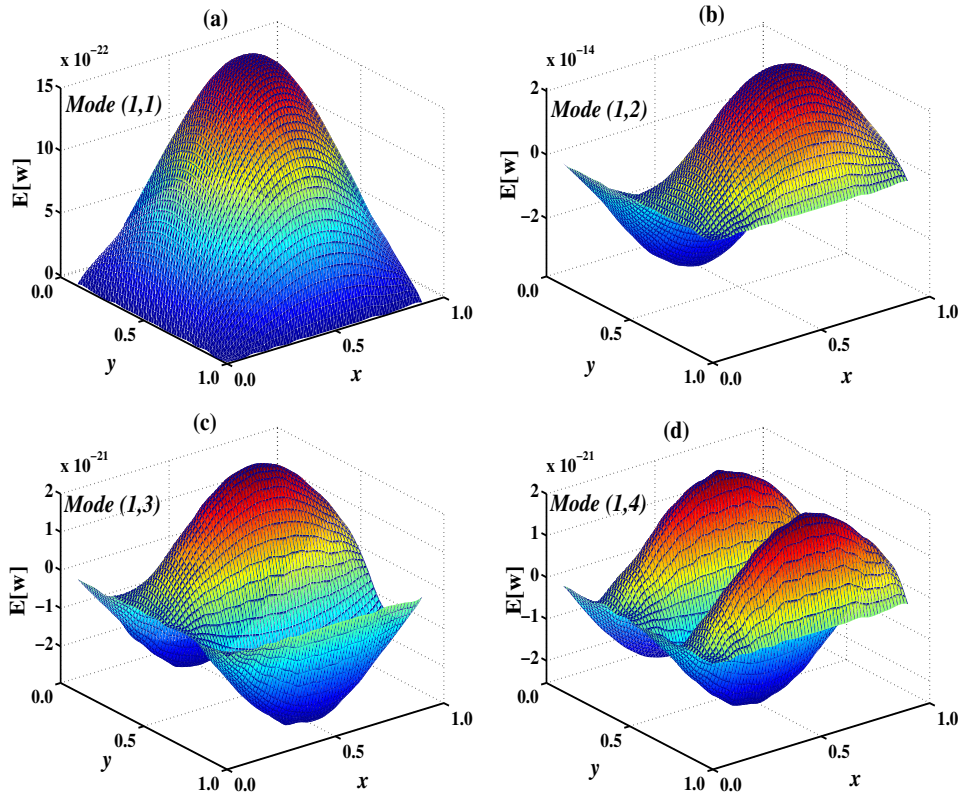 (a)
x 10^-22
15
Mode (1,1)
10
E[w]
5
0
0.0
0.5
y
1.0
0.0
0.5
x
1.0
(b)
x 10^-14
2
Mode (1,2)
0
E[w]
-2
0.0
0.5
y
1.0
0.0
0.5
x
1.0
(c)
x 10^-21
2
Mode (1,3)
1
0
E[w]
-1
-2
0.0
0.5
y
1.0
0.0
0.5
x
1.0
(d)
x 10^-21
2
Mode (1,4)
1
0
E[w]
-1
-2
0.0
0.5
y
1.0
0.0
0.5
x
1.0